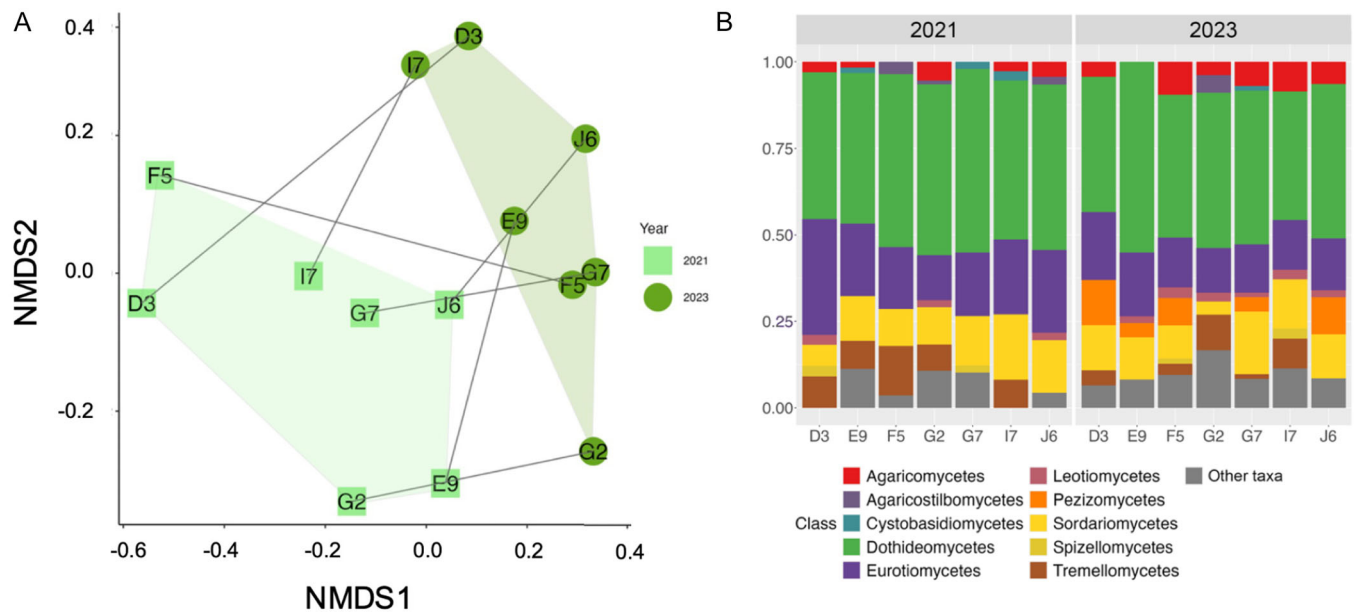 A
0.4
0.2
0.0
-0.2
NMDS2
D3
I7
J6
F5
E9
I7
G7
F5
D3
G7
J6
G2
E9
G2
-0.6
-0.4
-0.2
0.0
0.2
0.4
NMDS1
Year
2021
2023
B
2021
2023
1.00
0.75
0.50
0.25
0.00
D3 E9 F5 G2 G7 I7 J6
D3 E9 F5 G2 G7 I7 J6
Class
Agaricomycetes
Agaricostilbomycetes
Cystobasidiomycetes
Dothideomycetes
Eurotiomycetes
Leotiomycetes
Pezizomycetes
Sordariomycetes
Spizellomycetes
Tremellomycetes
Other taxa